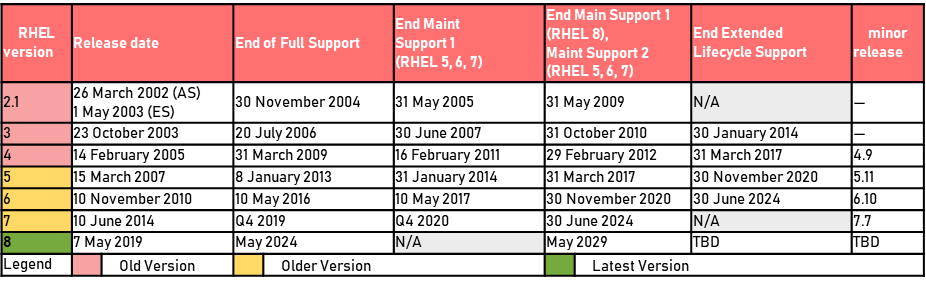 RHEL version
Release date
End of Full Support
End Maint
Support 1
(RHEL 5, 6, 7)
End Main Support 1
(RHEL 8),
Maint Support 2
(RHEL 5, 6, 7)
End Extended
Lifecycle Support
minor
release
2.1
26 March 2002 (AS)
1 May 2003 (ES)
30 November 2004
31 May 2005
31 May 2009
N/A
—
3 23 October 2003 20 July 2006 30 June 2007 31 October 2010 30 January 2014 —
4 14 February 2005 31 March 2009 16 February 2011 29 February 2012 31 March 2017 4.9
5 15 March 2007 8 January 2013 31 January 2014 31 March 2017 30 November 2020 5.11
6 10 November 2010 10 May 2016 10 May 2017 30 November 2020 30 June 2024 6.10
7 10 June 2014 Q4 2019 Q4 2020 30 June 2024 N/A 7.7
8 7 May 2019 May 2024 N/A May 2029 TBD TBD
Legend Old Version Older Version Latest Version